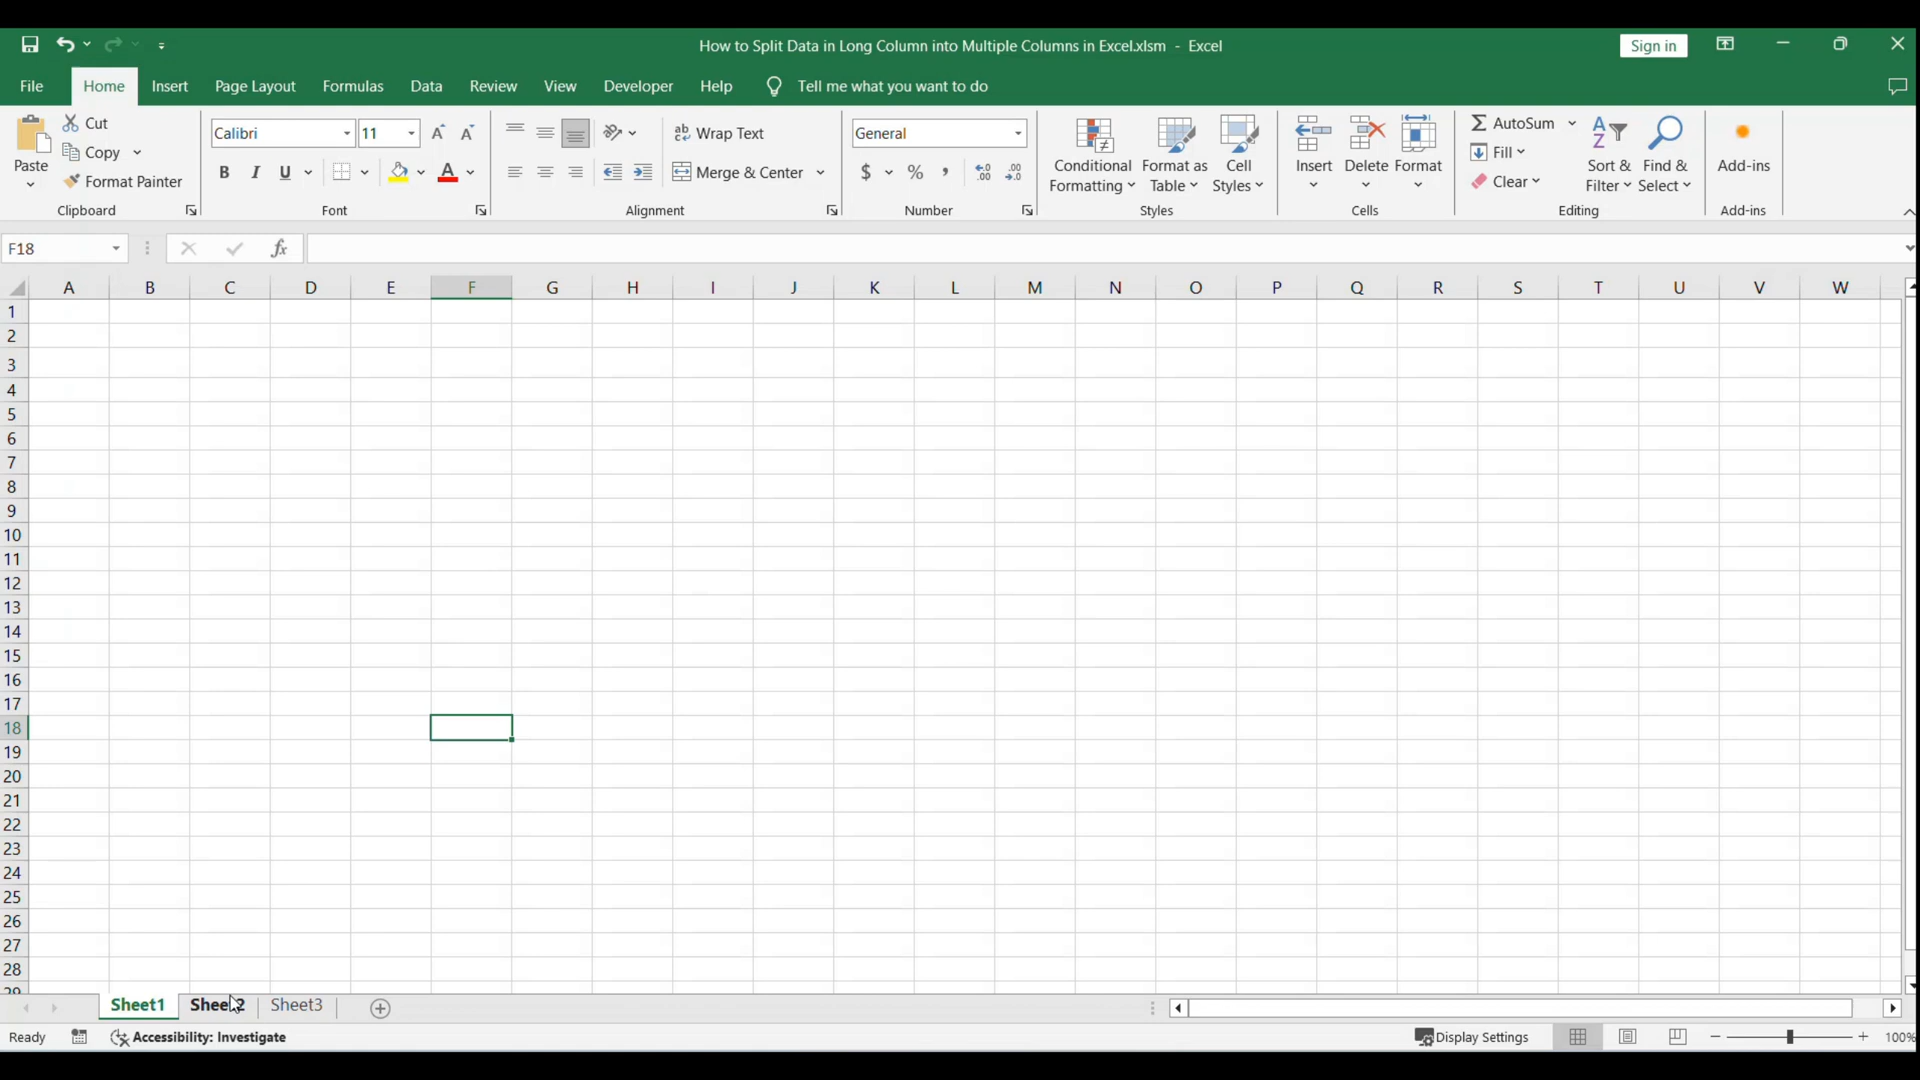 How to Split Data in Long Column into Multiple Columns in Excel.xlsm - Excel
Sign in
File Home Insert Page Layout Formulas Data Review View Developer Help Tell me what you want to do
Paste
Cut
Copy
Format Painter
Clipboard
Calibri 11
B I U A
Font
Wrap Text
Merge & Center
Alignment
General
$ % ,
Number
Conditional Formatting
Format as Table
Cell Styles
Styles
Insert
Delete
Format
Cells
AutoSum
Fill
Clear
Sort & Filter
Find & Select
Editing
Add-ins
Add-ins
F18
fx
A B C D E F G H I J K L M N O P Q R S T U V W
1
2
3
4
5
6
7
8
9
10
11
12
13
14
15
16
17
18
19
20
21
22
23
24
25
26
27
28
29
Sheet1 Sheet2 Sheet3
Ready Accessibility: Investigate Display Settings 100%